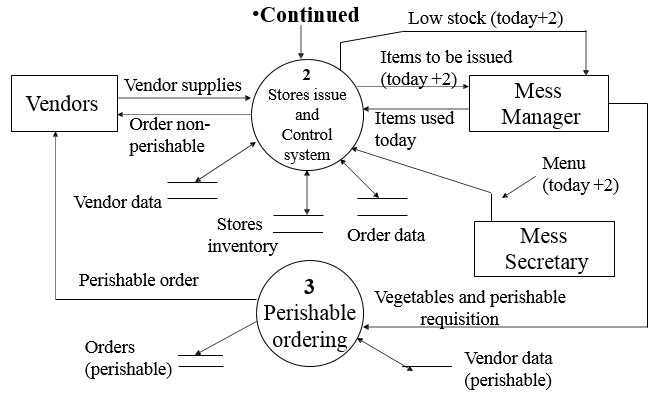 •Continued
Low stock (today+2)
2
Stores issue
and
Control
system
Items to be issued
(today +2)
Vendors
Vendor supplies
Order non-
perishable
Mess
Manager
Items used
today
Menu
(today +2)
Vendor data
Stores
inventory
Order data
Mess
Secretary
Perishable order
3
Perishable
ordering
Vegetables and perishable
requisition
Orders
(perishable)
Vendor data
(perishable)